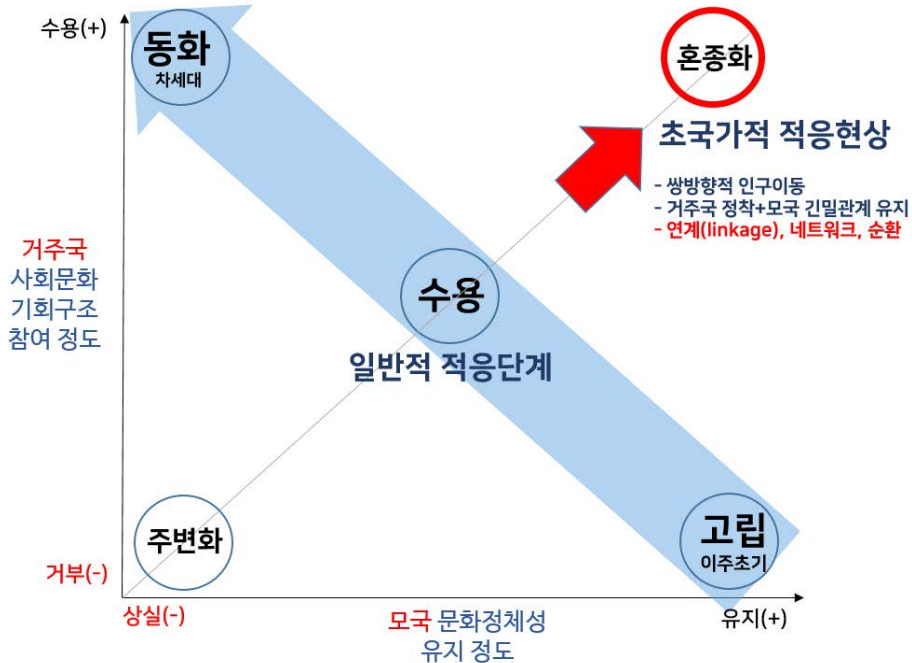 수용(+)
동화
차세대
혼종화
초국가적 적응현상
- 쌍방향적 인구이동
- 거주국 정착+모국 긴밀관계 유지
- 연계(linkage), 네트워크, 순환
거주국
사회문화
기회구조
참여 정도
수용
일반적 적응단계
주변화
고립
이주초기
거부(-)
상실(-)
모국 문화정체성
유지 정도
유지(+)